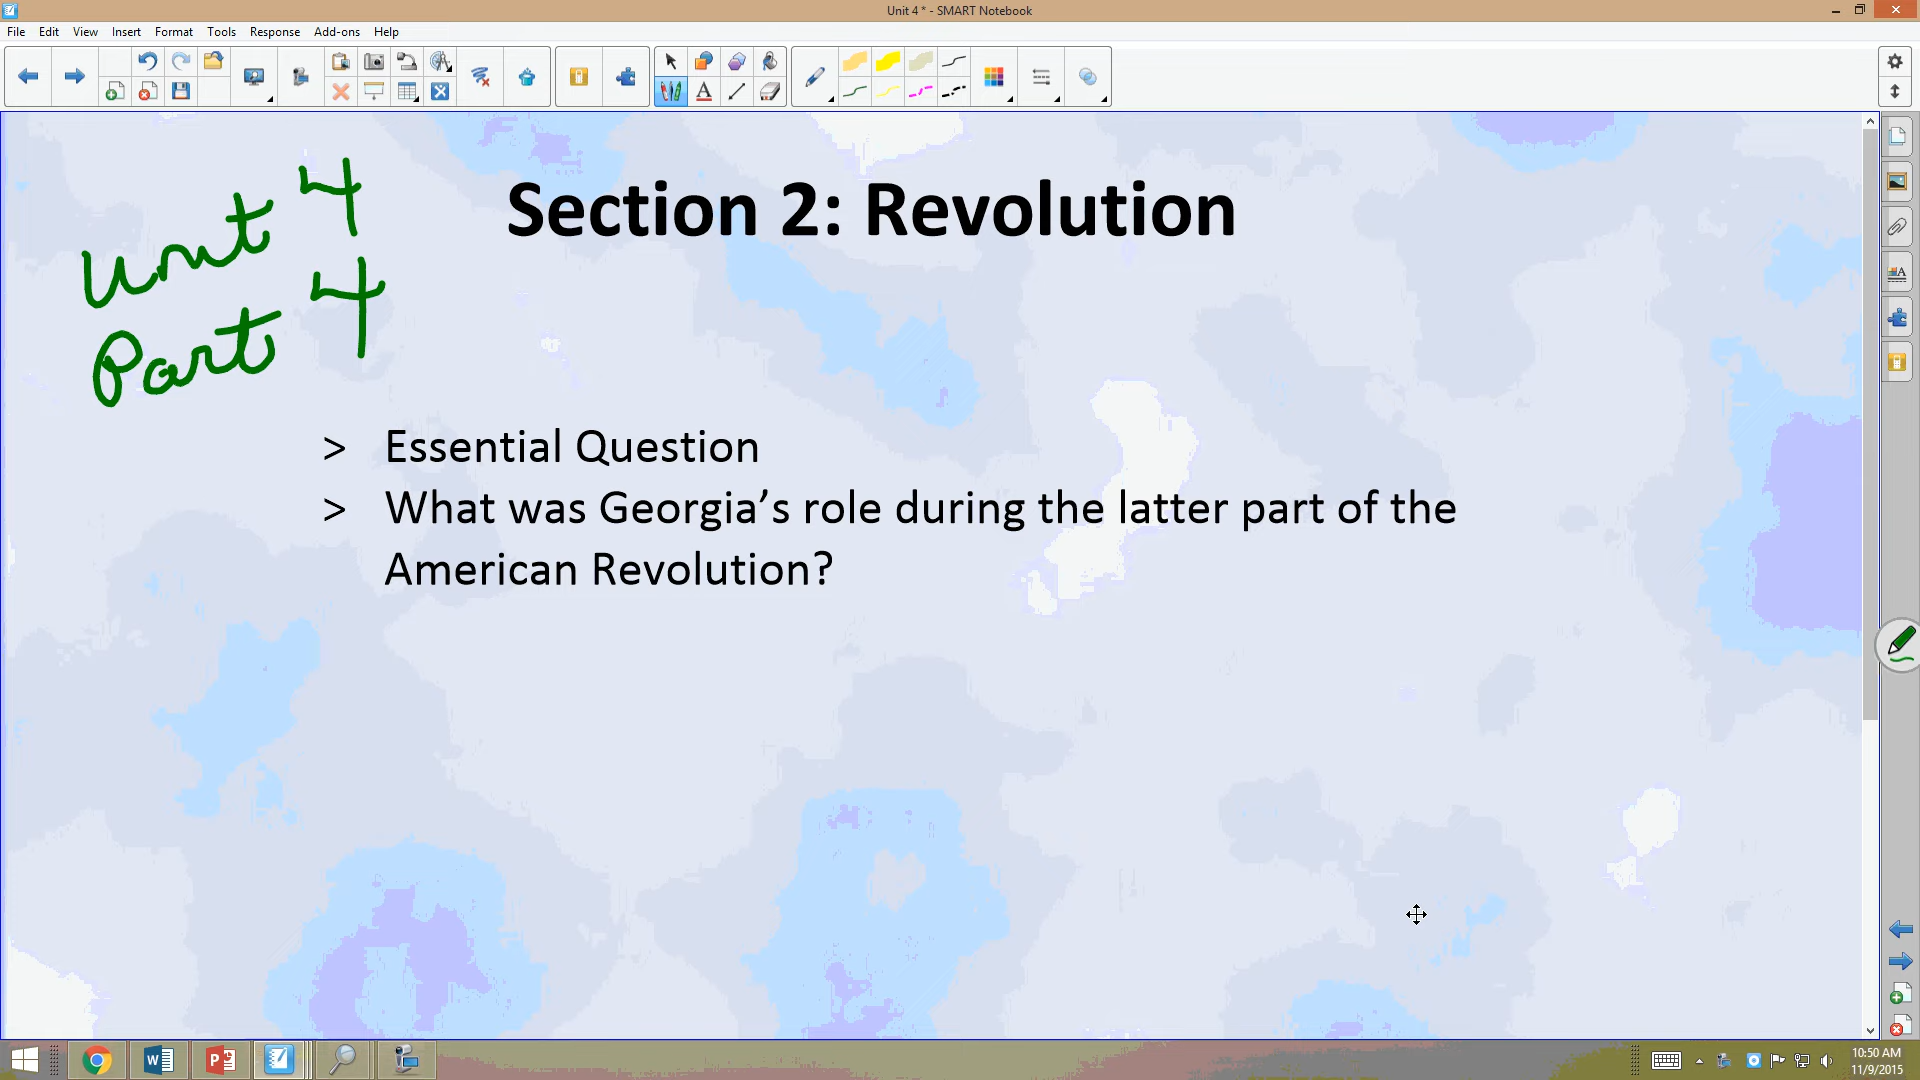 Unit 4 * - SMART Notebook
File Edit View Insert Format Tools Response Add-ons Help
Unit 4
Part 4
Section 2: Revolution
> Essential Question
> What was Georgia’s role during the latter part of the
American Revolution?
10:50 AM
11/9/2015